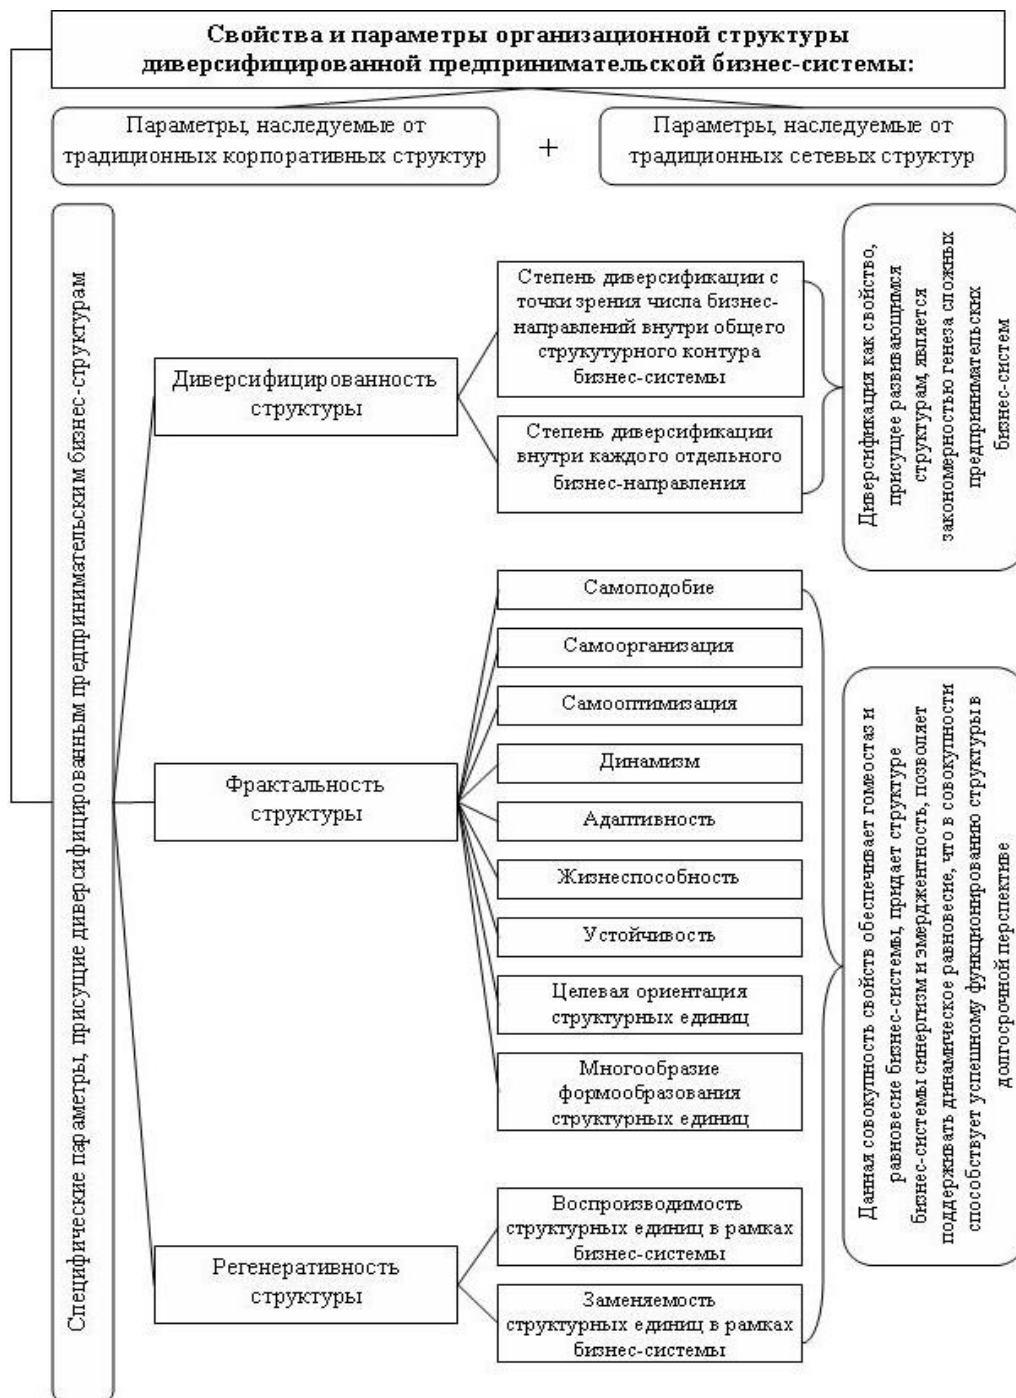 Свойства и параметры организационной структуры
диверсифицированной предпринимательской бизнес-системы:
Параметры, наследуемые от
традиционных корпоративных структур
+
Параметры, наследуемые от
традиционных сетевых структур
Специфические параметры, присущие диверсифицированным предпринимательским бизнес-структурам
Диверсифицированность
структуры
Степень диверсификации с
точки зрения числа бизнес-
направлений внутри общего
струкутурного контура
бизнес-системы
Степень диверсификации
внутри каждого отдельного
бизнес-направления
Диверсификация как свойство,
присущее развивающимся
структурам, является
закономерностью генеза сложных
предпринимательских
бизнес-систем
Фрактальность
структуры
Самоподобие
Самоорганизация
Самооптимизация
Динамизм
Адаптивность
Жизнеспособность
Устойчивость
Целевая ориентация
структурных единиц
Многообразие
формообразования
структурных единиц
Регенеративность
структуры
Воспроизводимость
структурных единиц в рамках
бизнес-системы
Заменяемость
структурных единиц в рамках
бизнес-системы
Данная совокупность свойств обеспечивает гомеостаз и
равновесие бизнес-системы, придает структуре
бизнес-системы синергизм и эмерджентность, позволяет
поддерживать динамическое равновесие, что в совокупности
способствует успешному функционированию структуры в
долгосрочной перспективе